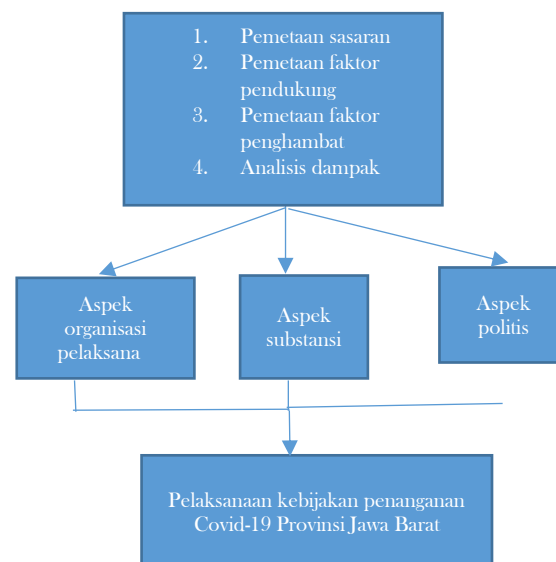 1. Pemetaan sasaran
2. Pemetaan faktor
pendukung
3. Pemetaan faktor
penghambat
4. Analisis dampak
Aspek
organisasi
pelaksana
Aspek
substansi
Aspek
politis
Pelaksanaan kebijakan penanganan
Covid-19 Provinsi Jawa Barat